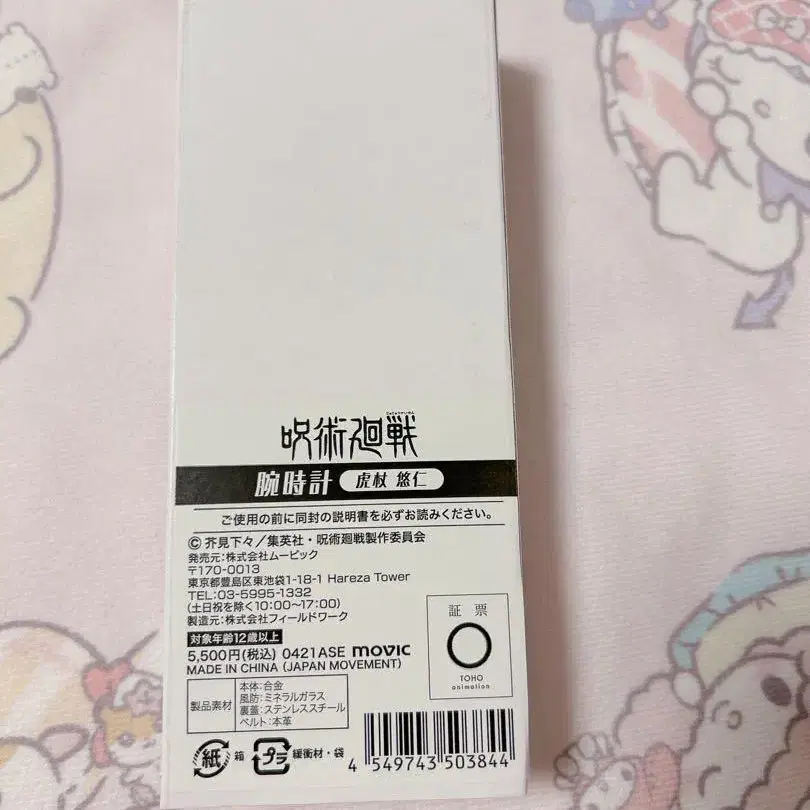 呪術廻戦
腕時計 虎杖 悠仁
ご使用の前に同封の説明書を必ずお読みください。
© 芥見下々／集英社・呪術廻戦製作委員会
発売元：株式会社ムービック
〒170-0013
東京都豊島区東池袋1-18-1 Hareza Tower
TEL:03-5995-1332
(土日祝を除く10:00〜17:00)
製造元：株式会社フィールドワーク
対象年齢12歳以上
5,500円(税込) 0421ASE movic
MADE IN CHINA (JAPAN MOVEMENT)
製品素材
本体：合金
風防：ミネラルガラス
裏蓋：ステンレススチール
ベルト：本革
証票
TOHO
animation
紙 箱 プラ 緩衝材・袋
4 549743 503844